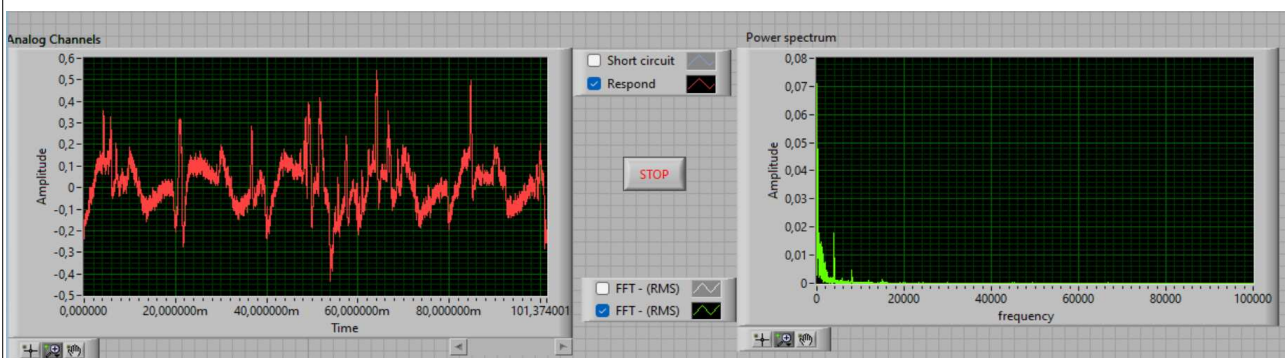 Analog Channels
Amplitude
0,6
0,5
0,4
0,3
0,2
0,1
0
-0,1
-0,2
-0,3
-0,4
-0,5
0,000000 20,000000m 40,000000m 60,000000m 80,000000m 101,374001
Time
Short circuit
Respond
STOP
FFT - (RMS)
FFT - (RMS)
Power spectrum
Amplitude
0,08
0,07
0,06
0,05
0,04
0,03
0,02
0,01
0
0 20000 40000 60000 80000 100000
frequency